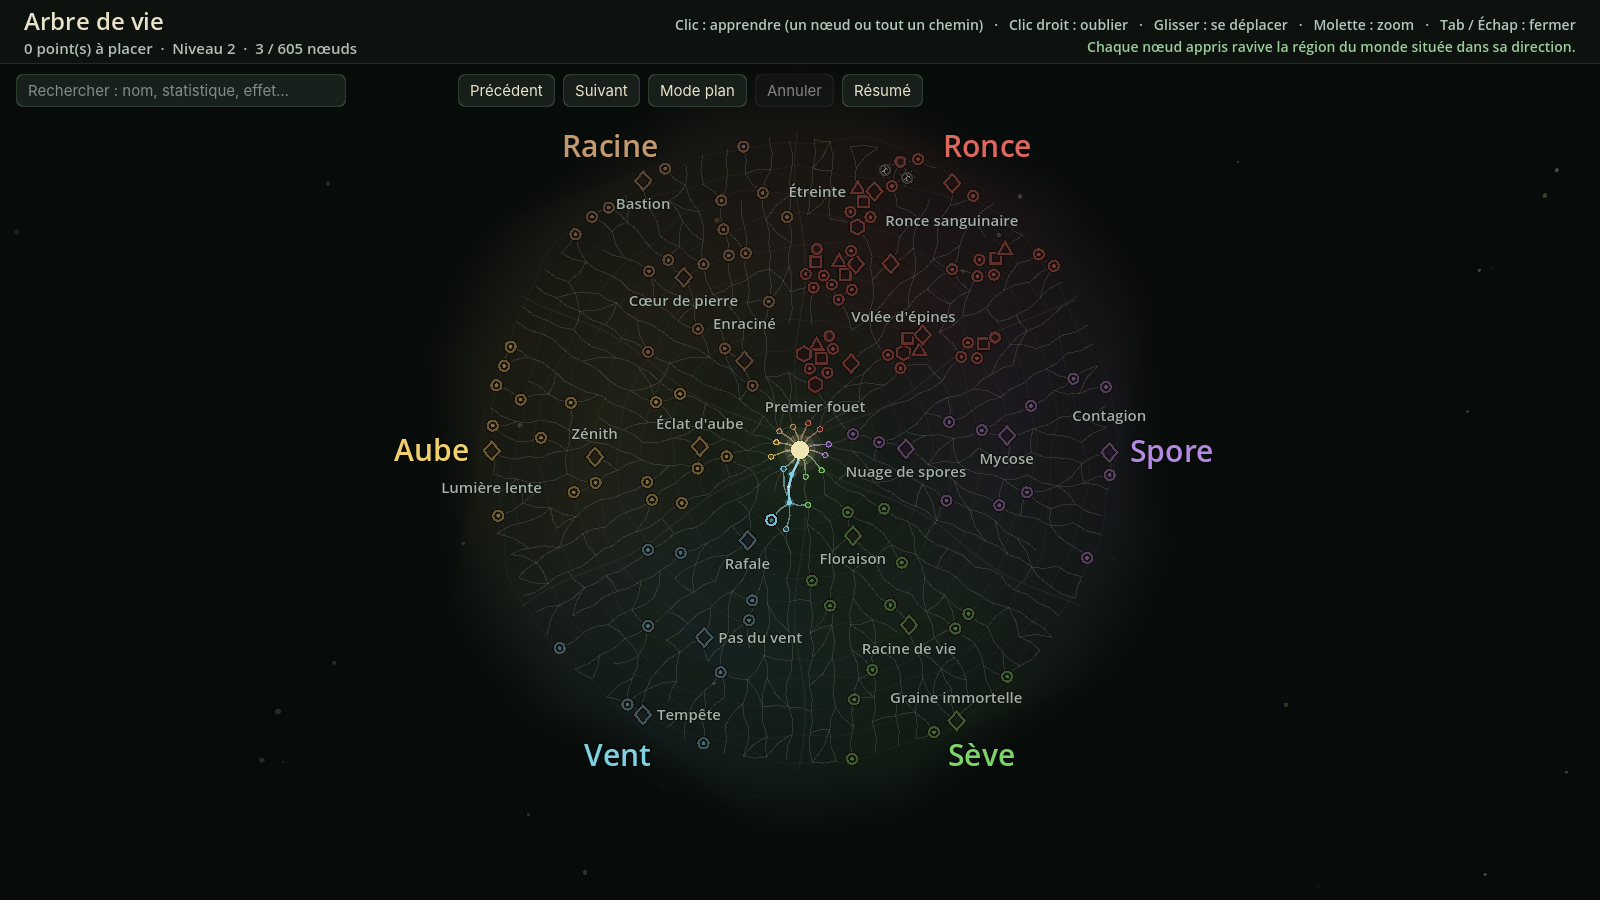 Arbre de vie
0 point(s) à placer · Niveau 2 · 3 / 605 nœuds
Clic : apprendre (un nœud ou tout un chemin) · Clic droit : oublier · Glisser : se déplacer · Molette : zoom · Tab / Échap : fermer
Chaque nœud appris ravive la région du monde située dans sa direction.
Rechercher : nom, statistique, effet...
Précédent
Suivant
Mode plan
Annuler
Résumé
Racine
Ronce
Étreinte
Bastion
Ronce sanguinaire
Cœur de pierre
Enraciné
Volée d'épines
Premier fouet
Contagion
Éclat d'aube
Zénith
Aube
Spore
Mycose
Nuage de spores
Lumière lente
Rafale
Floraison
Pas du vent
Racine de vie
Graine immortelle
Tempête
Vent
Sève